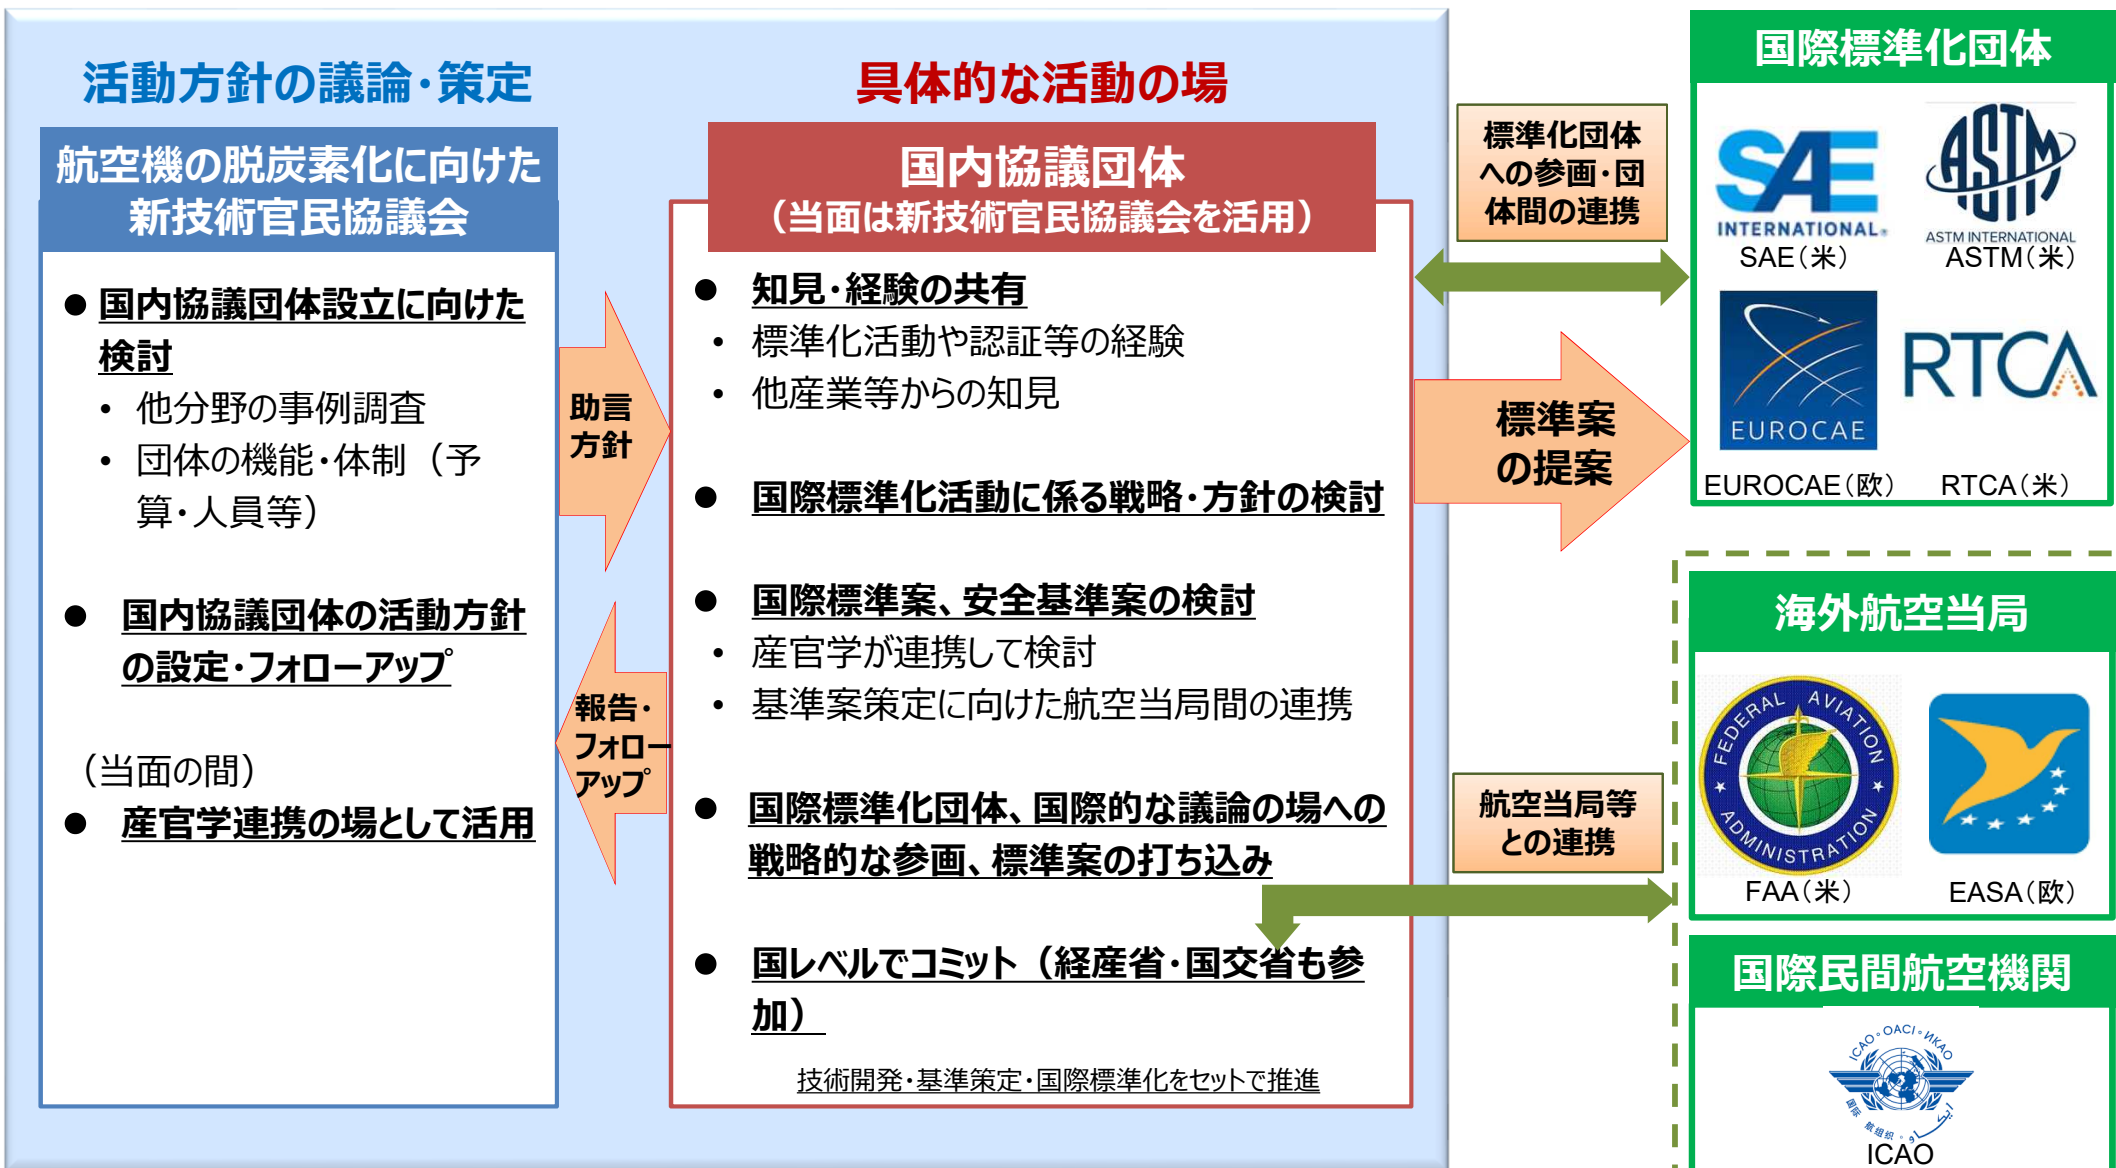 活動方針の議論・策定
航空機の脱炭素化に向けた
新技術官民協議会
● 国内協議団体設立に向けた
検討
• 他分野の事例調査
• 団体の機能・体制（予
算・人員等）
● 国内協議団体の活動方針
の設定・フォローアップ
（当面の間）
● 産官学連携の場として活用
助言
方針
報告・
フォロー
アップ
具体的な活動の場
国内協議団体
（当面は新技術官民協議会を活用）
● 知見・経験の共有
• 標準化活動や認証等の経験
• 他産業等からの知見
● 国際標準化活動に係る戦略・方針の検討
● 国際標準案、安全基準案の検討
• 産官学が連携して検討
• 基準案策定に向けた航空当局間の連携
● 国際標準化団体、国際的な議論の場への
戦略的な参画、標準案の打ち込み
● 国レベルでコミット（経産省・国交省も参
加）
技術開発・基準策定・国際標準化をセットで推進
標準化団体
への参画・団
体間の連携
標準案
の提案
航空当局等
との連携
国際標準化団体
SAE
INTERNATIONAL®
SAE（米）
ASTM
ASTM INTERNATIONAL
ASTM（米）
EUROCAE
EUROCAE（欧）
RTCA
RTCA（米）
海外航空当局
FEDERAL AVIATION
ADMINISTRATION
FAA（米）
EASA（欧）
国際民間航空機関
ICAO・OACI・ИКАО
国际
航组织
ايكاو
ICAO